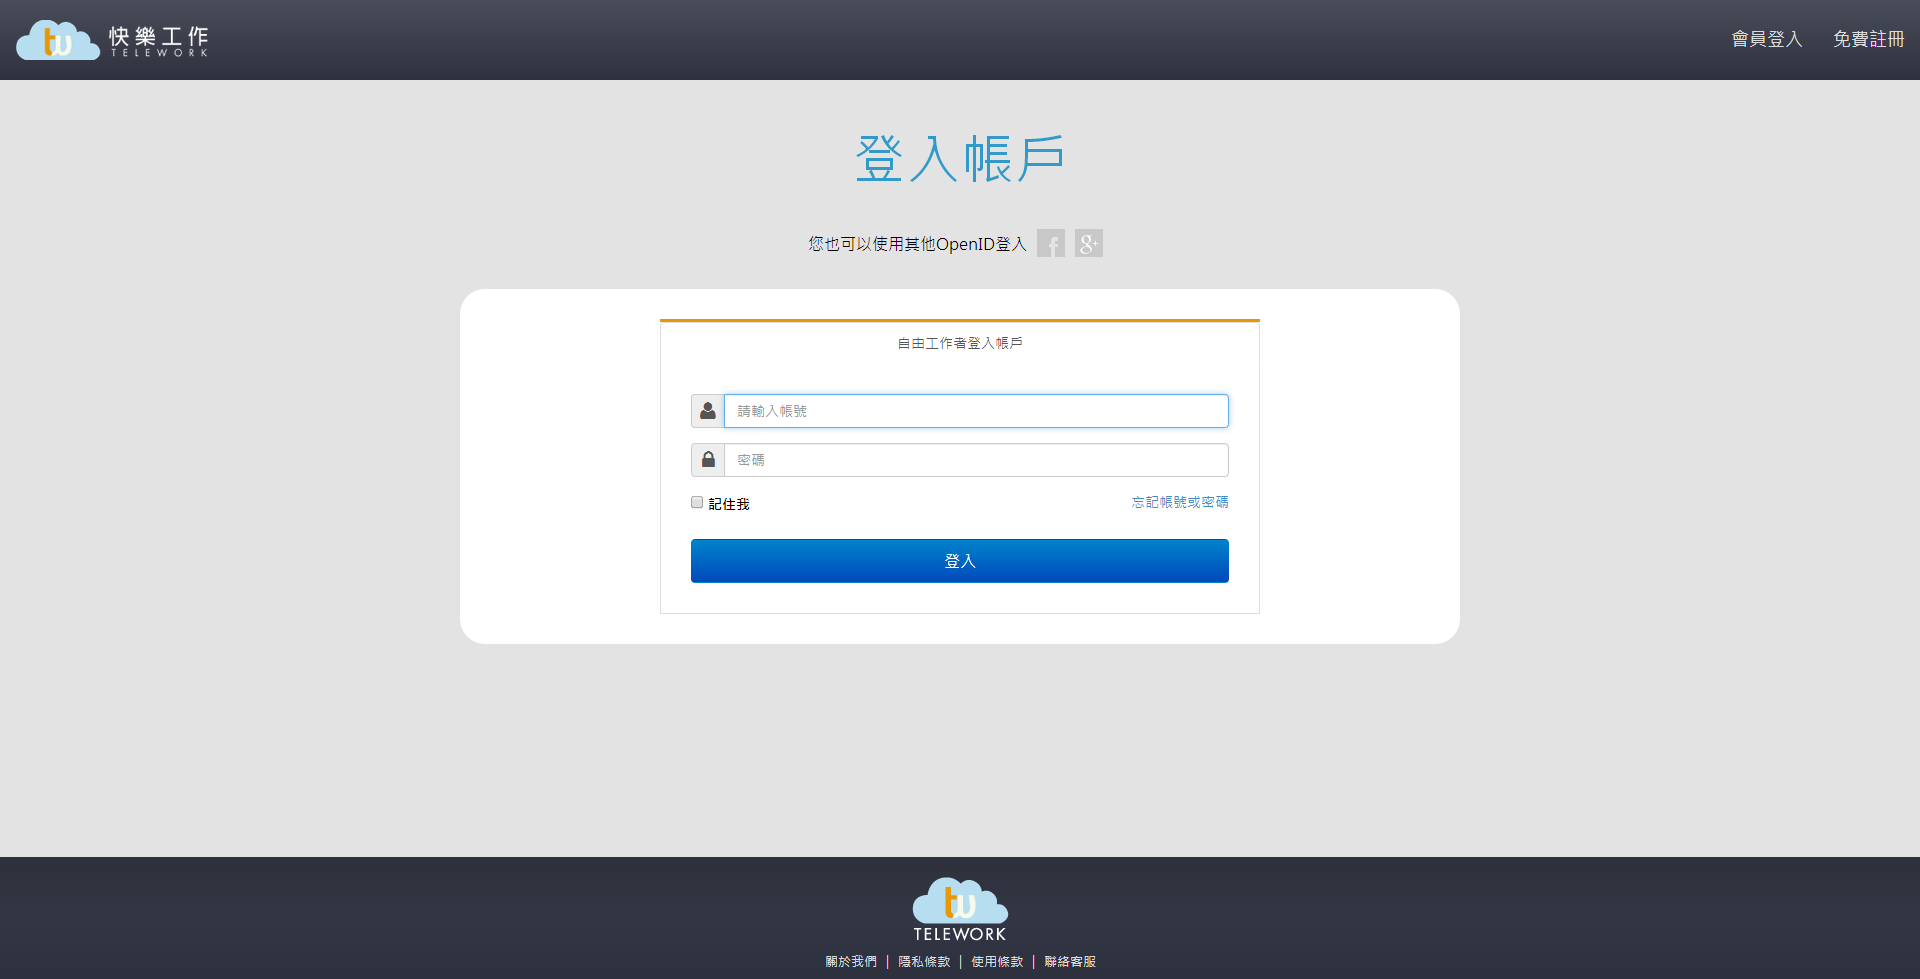 tw 快樂工作
TELEWORK
會員登入 免費註冊
登入帳戶
您也可以使用其他OpenID登入 f g+
自由工作者登入帳戶
請輸入帳號
密碼
記住我 忘記帳號或密碼
登入
tw
TELEWORK
關於我們 | 隱私條款 | 使用條款 | 聯絡客服